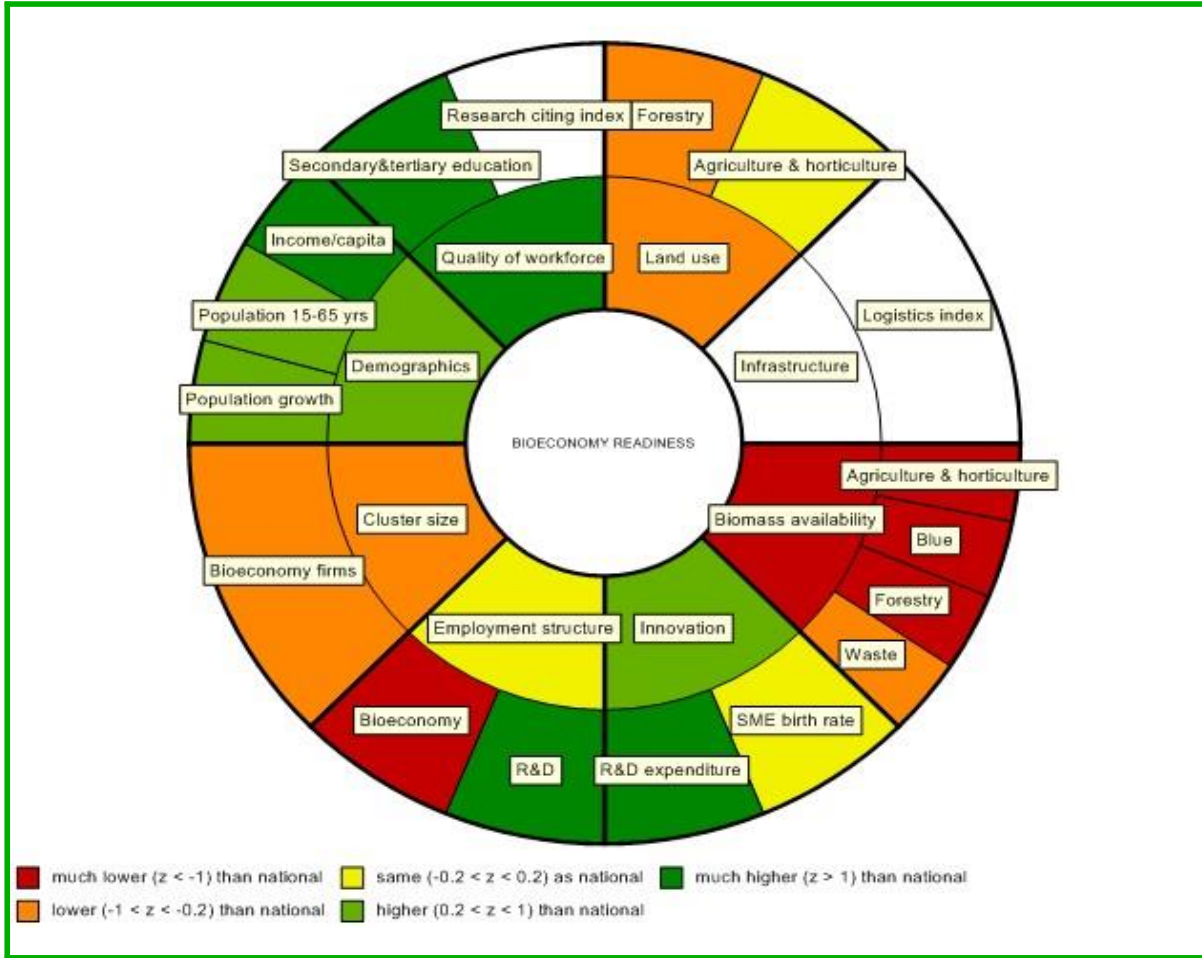 Research citing index
Forestry
Secondary&tertiary education
Agriculture & horticulture
Income/capita
Quality of workforce
Land use
Population 15-65 yrs
Logistics index
Demographics
Infrastructure
Population growth
BIOECONOMY READINESS
Agriculture & horticulture
Cluster size
Biomass availability
Blue
Bioeconomy firms
Forestry
Employment structure
Innovation
Waste
Bioeconomy
SME birth rate
R&D
R&D expenditure
much lower (z < -1) than national
same (-0.2 < z < 0.2) as national
much higher (z > 1) than national
lower (-1 < z < -0.2) than national
higher (0.2 < z < 1) than national